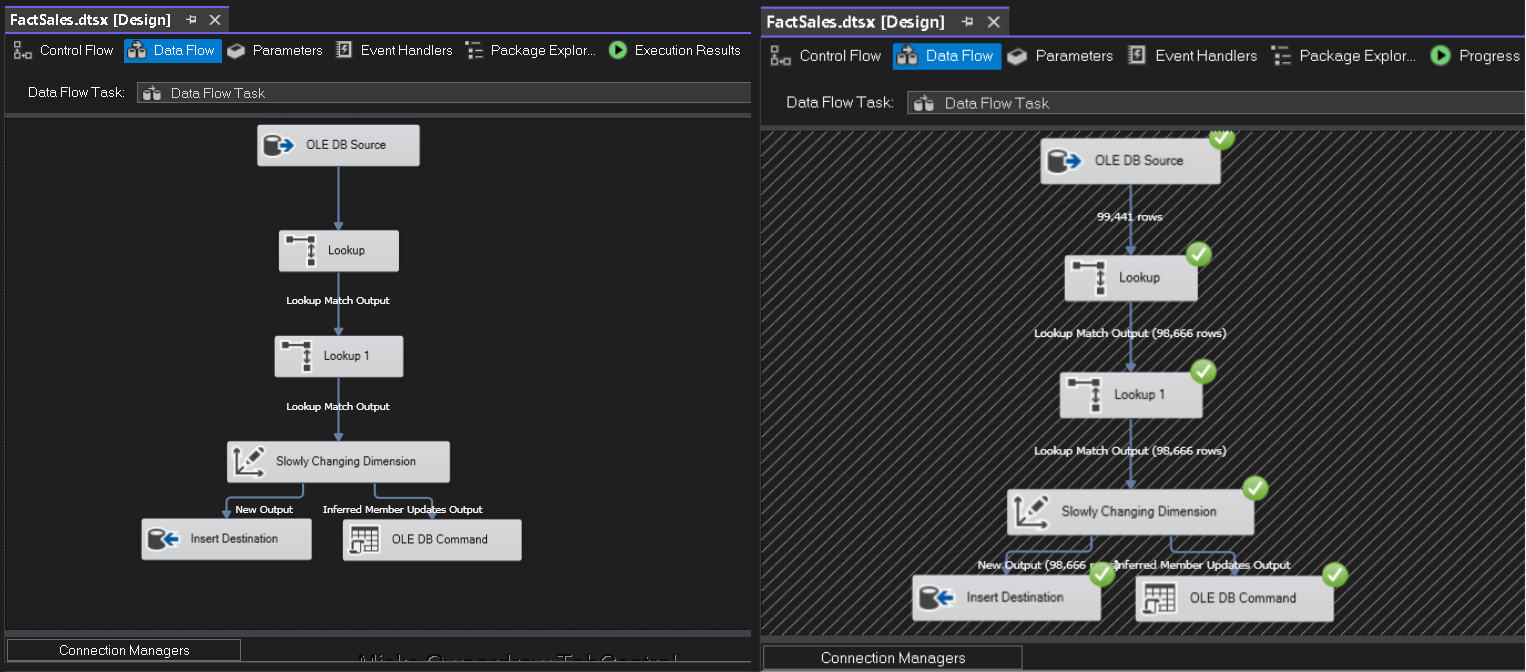 FactSales.dtsx [Design]
Control Flow Data Flow Parameters Event Handlers Package Explor... Execution Results
Data Flow Task: Data Flow Task
OLE DB Source
Lookup
Lookup Match Output
Lookup 1
Lookup Match Output
Slowly Changing Dimension
New Output Inferred Member Updates Output
Insert Destination OLE DB Command
Connection Managers
FactSales.dtsx [Design]
Control Flow Data Flow Parameters Event Handlers Package Explor... Progress
Data Flow Task: Data Flow Task
OLE DB Source
99,441 rows
Lookup
Lookup Match Output (98,666 rows)
Lookup 1
Lookup Match Output (98,666 rows)
Slowly Changing Dimension
New Output (98,666 Inferred Member Updates Output
Insert Destination OLE DB Command
Connection Managers